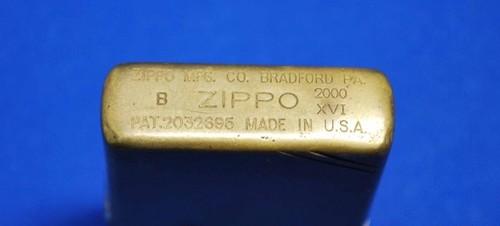 ZIPPO MFG. CO. BRADFORD PA.
B ZIPPO 2000 XVI
PAT.2032695 MADE IN U.S.A.